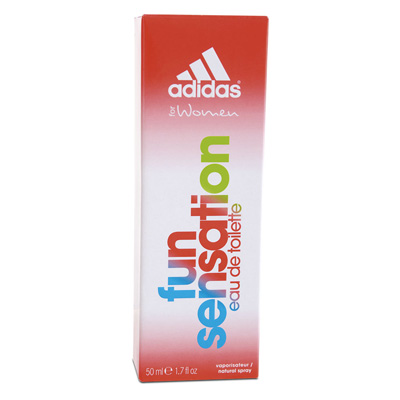 adidas
for Women
fun
sensation
eau de toilette
50 ml ℮ 1.7 fl oz
vaporisateur /
natural spray